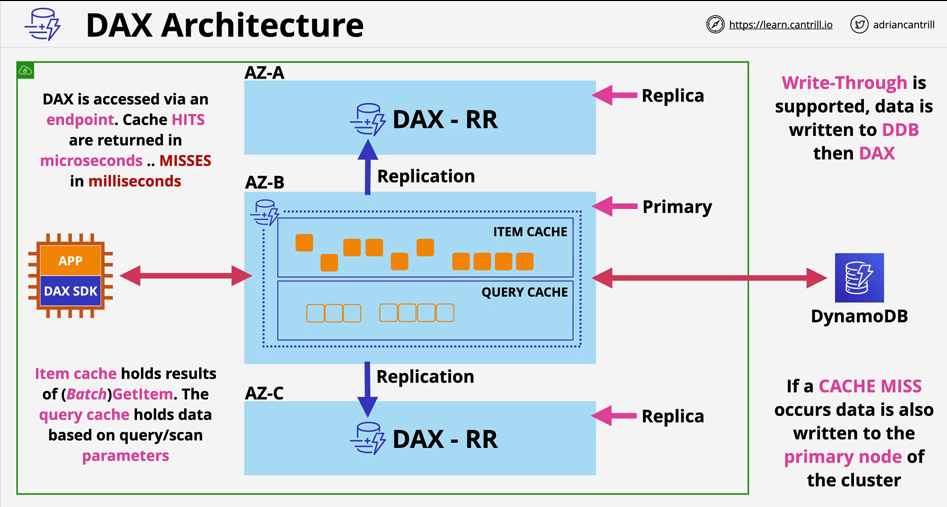 DAX Architecture
https://learn.cantrill.io
adriancantrill
DAX is accessed via an
endpoint. Cache HITS
are returned in
microseconds .. MISSES
in milliseconds
AZ-A
DAX - RR
Replica
Replication
AZ-B
Primary
ITEM CACHE
QUERY CACHE
APP
DAX SDK
Replication
AZ-C
DAX - RR
Replica
Item cache holds results
of (Batch)GetItem. The
query cache holds data
based on query/scan
parameters
Write-Through is
supported, data is
written to DDB
then DAX
DynamoDB
If a CACHE MISS
occurs data is also
written to the
primary node of
the cluster